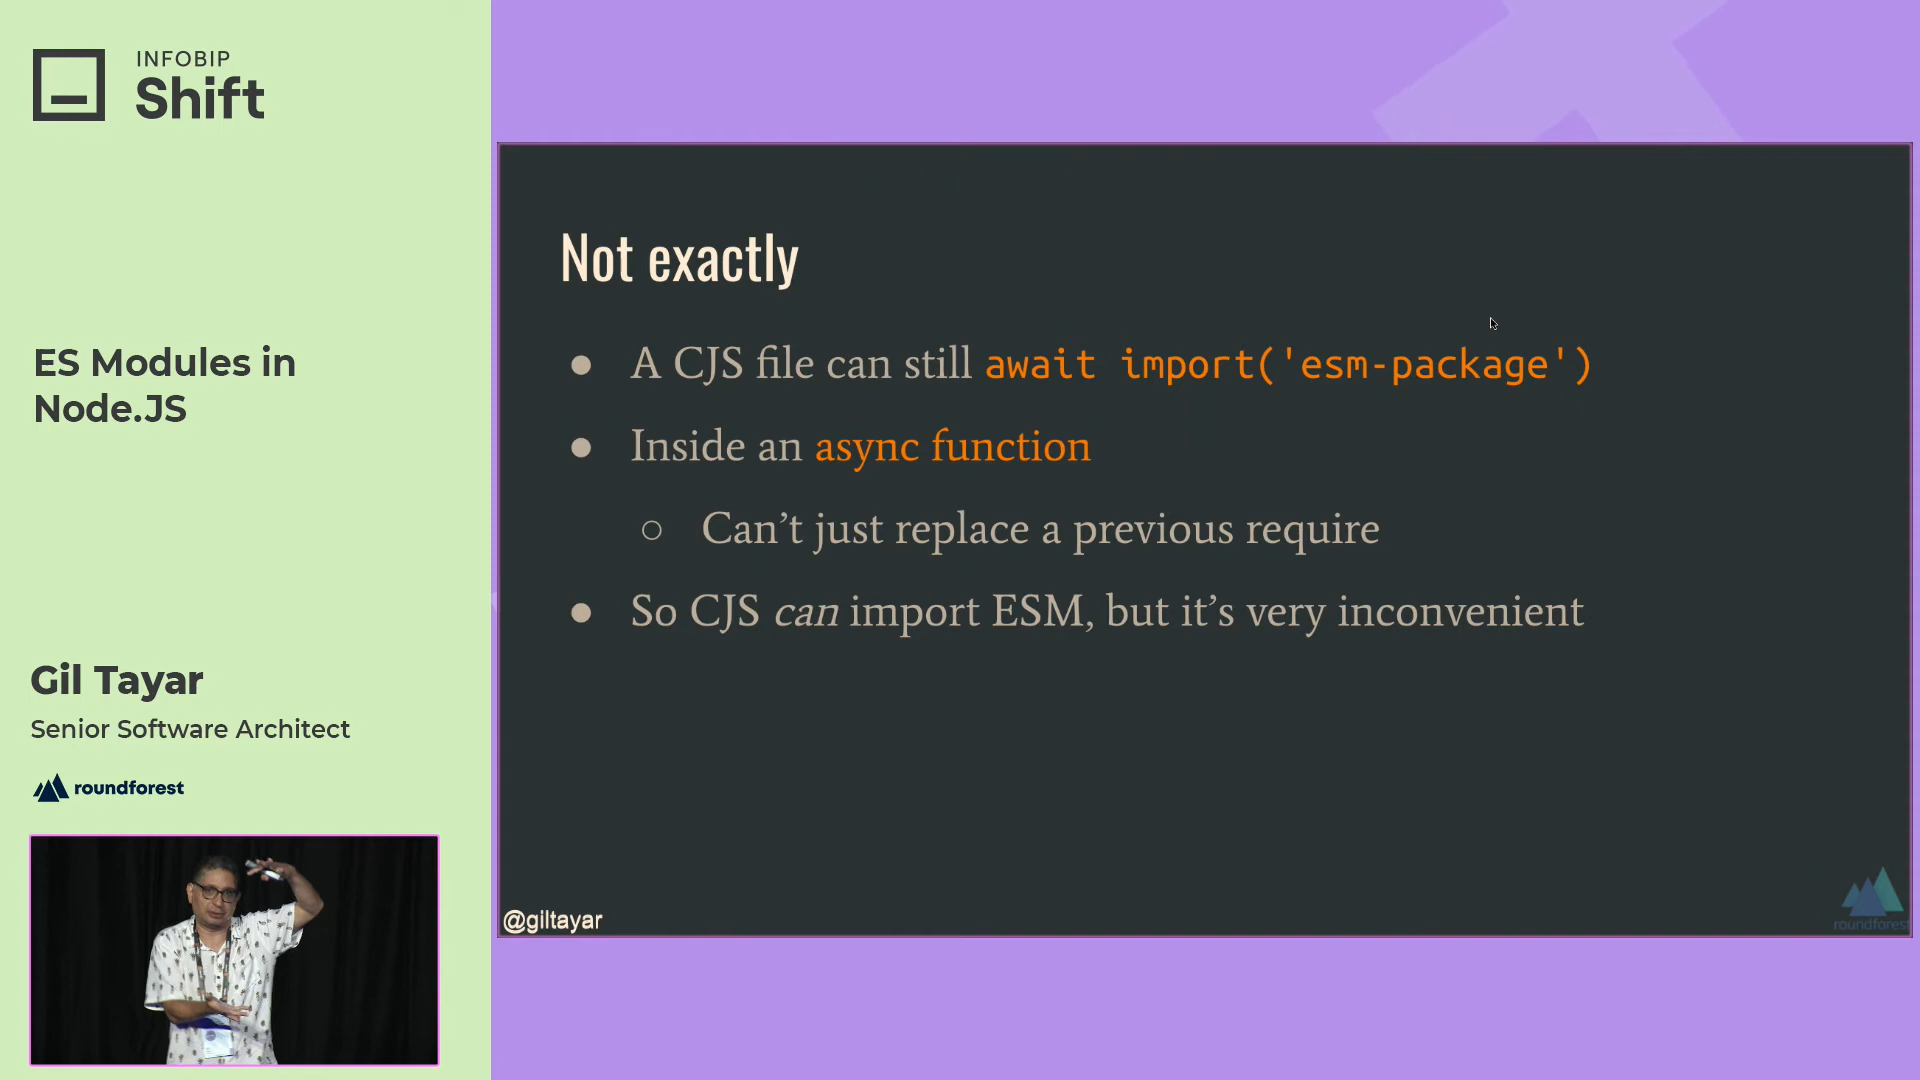 INFOBIP
Shift
ES Modules in
Node.JS
Gil Tayar
Senior Software Architect
roundforest
Not exactly
● A CJS file can still await import('esm-package')
● Inside an async function
○ Can’t just replace a previous require
● So CJS can import ESM, but it’s very inconvenient
@giltayar
roundforest